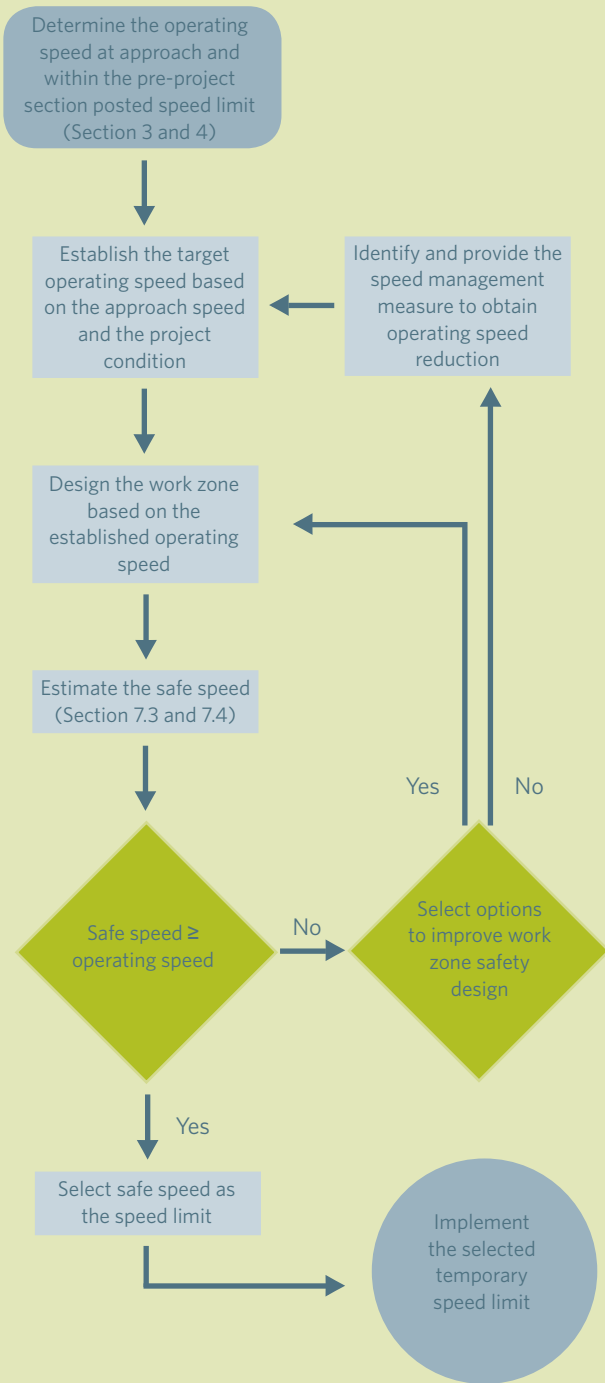 Determine the operating
speed at approach and
within the pre-project
section posted speed limit
(Section 3 and 4)
Establish the target
operating speed based
on the approach speed
and the project
condition
Identify and provide the
speed management
measure to obtain
operating speed
reduction
Design the work zone
based on the
established operating
speed
Estimate the safe speed
(Section 7.3 and 7.4)
Yes
No
Safe speed ≥
operating speed
No
Select options
to improve work
zone safety
design
Yes
Select safe speed as
the speed limit
Implement
the selected
temporary
speed limit